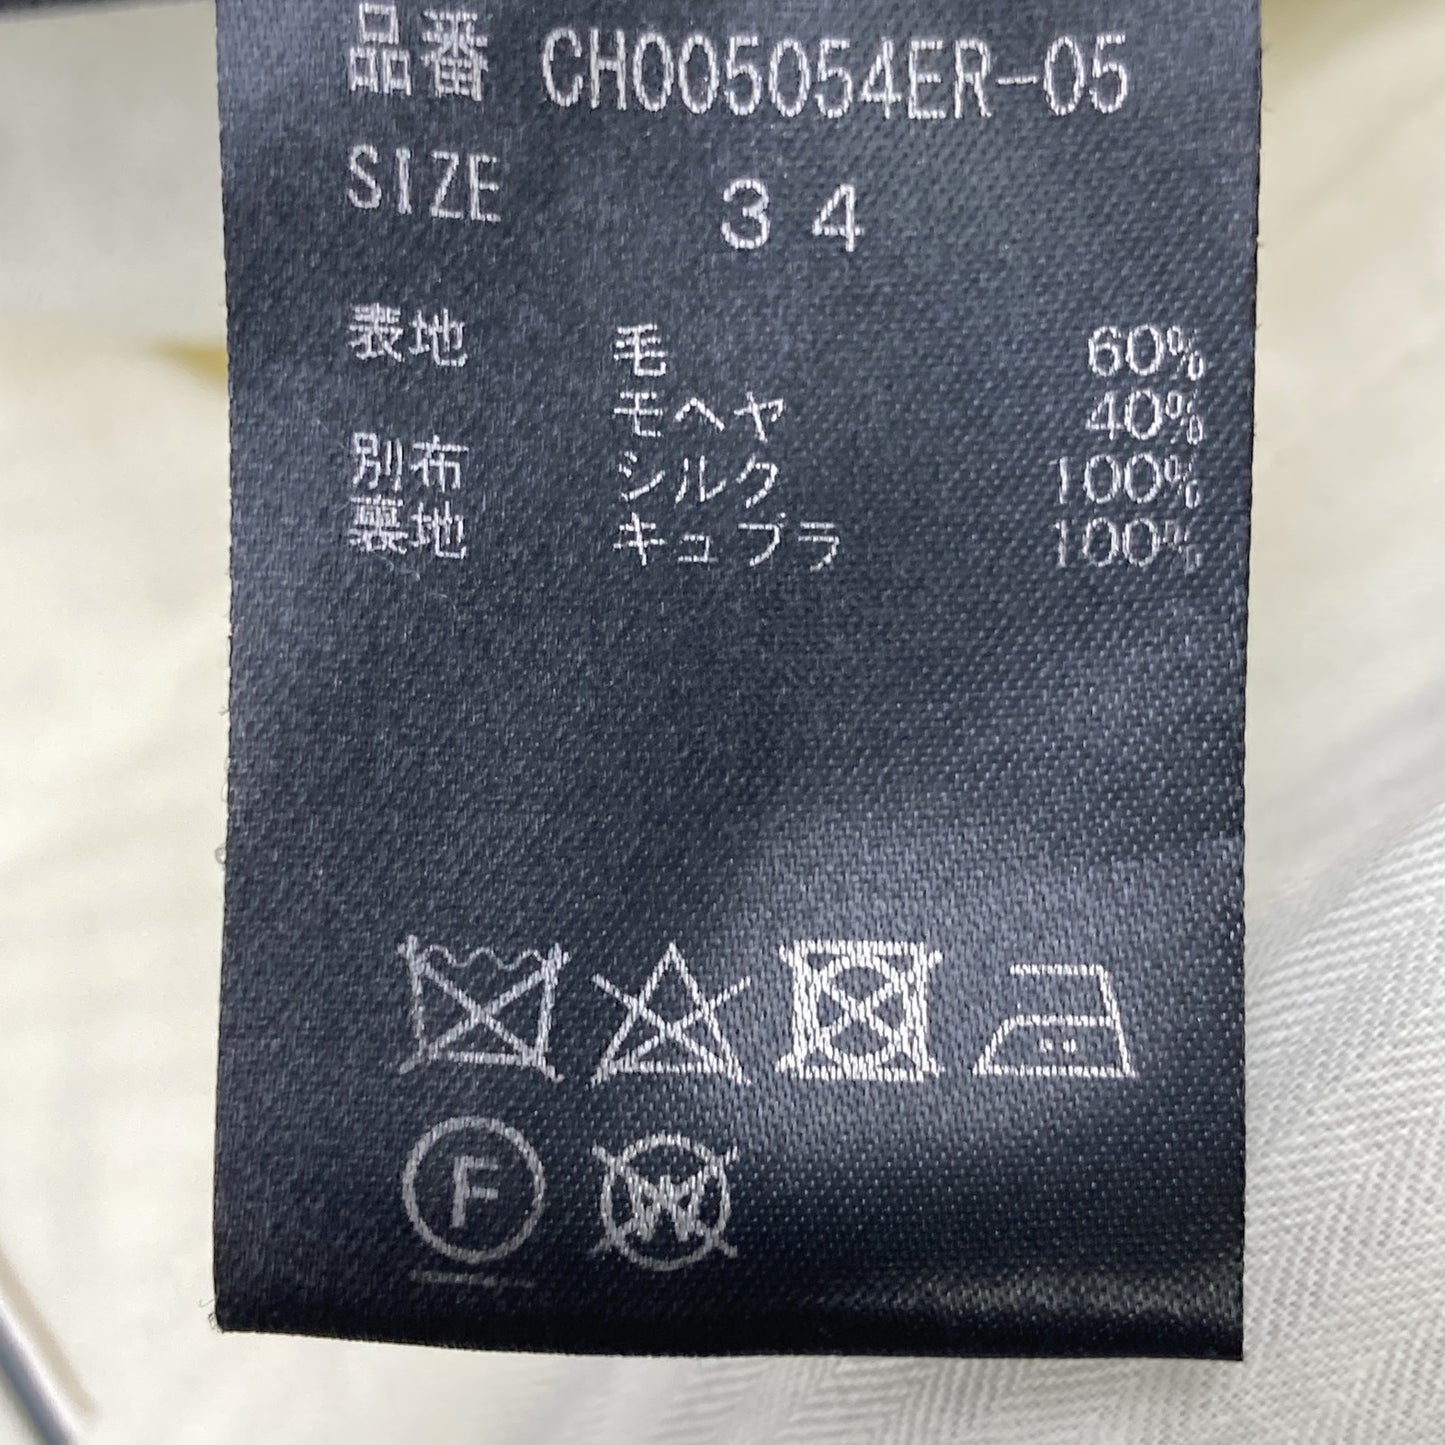 品番 CH005054ER-05
SIZE 34
表地 毛 60%
モヘヤ 40%
別布 シルク 100%
裏地 キュプラ 100%
F
W